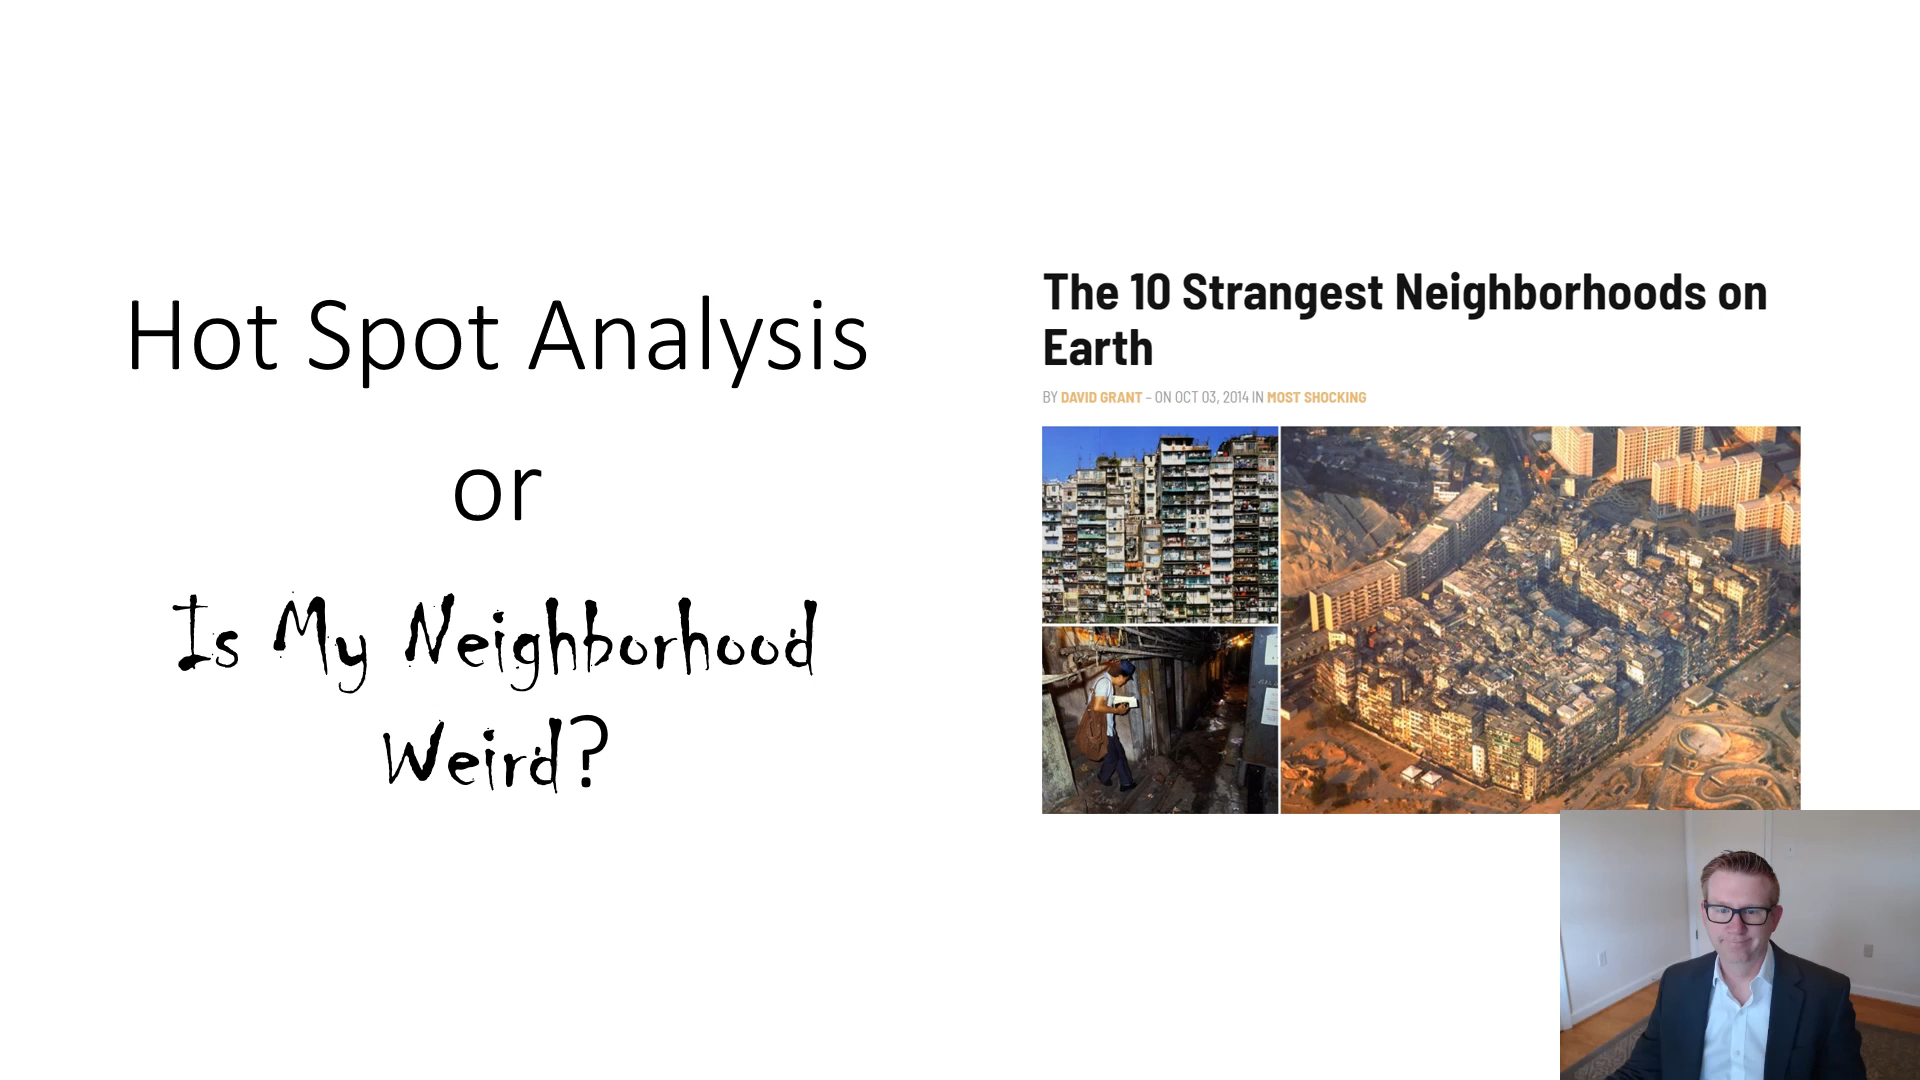 Hot Spot Analysis
or
Is My Neighborhood
Weird?
The 10 Strangest Neighborhoods on
Earth
BY DAVID GRANT – ON OCT 03, 2014 IN MOST SHOCKING